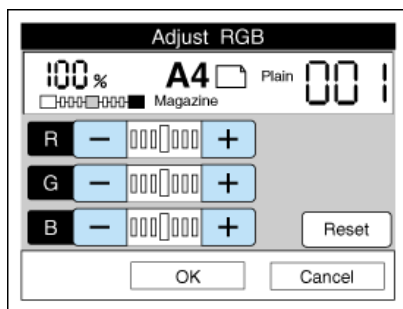 Adjust RGB
100 % A4 Plain 001
Magazine
R − +
G − +
B − +
Reset
OK Cancel